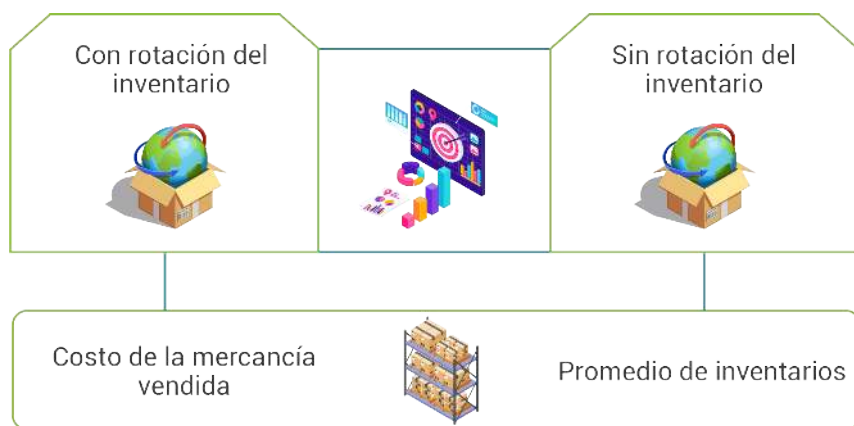 Con rotación del
inventario
Sin rotación del
inventario
Costo de la mercancía
vendida
Promedio de inventarios